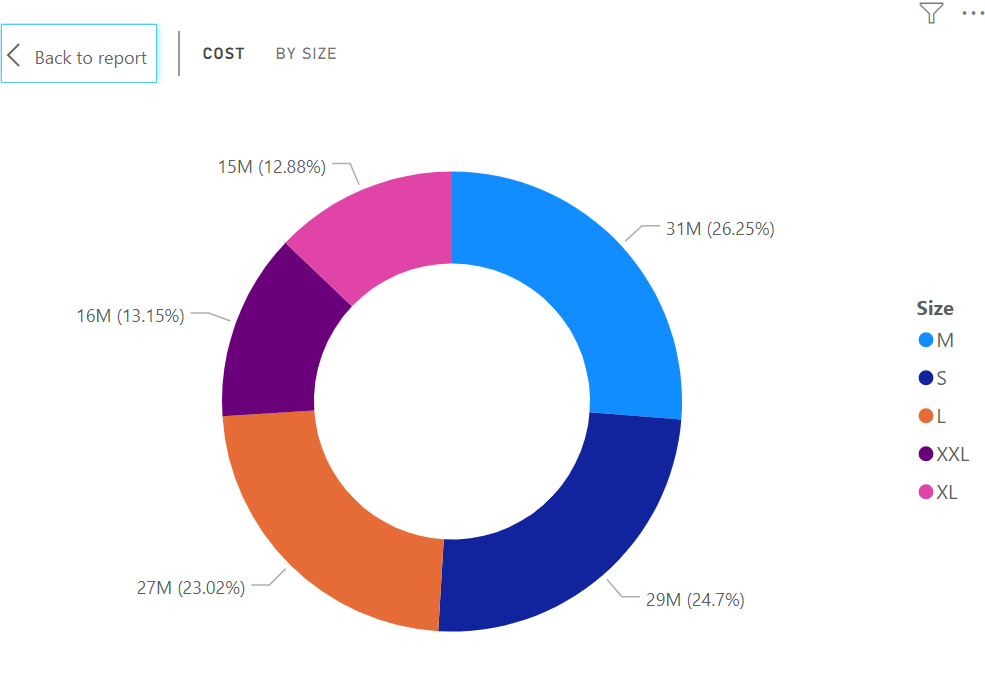 Back to report
COST BY SIZE
15M (12.88%)
31M (26.25%)
16M (13.15%)
27M (23.02%)
29M (24.7%)
Size
M
S
L
XXL
XL